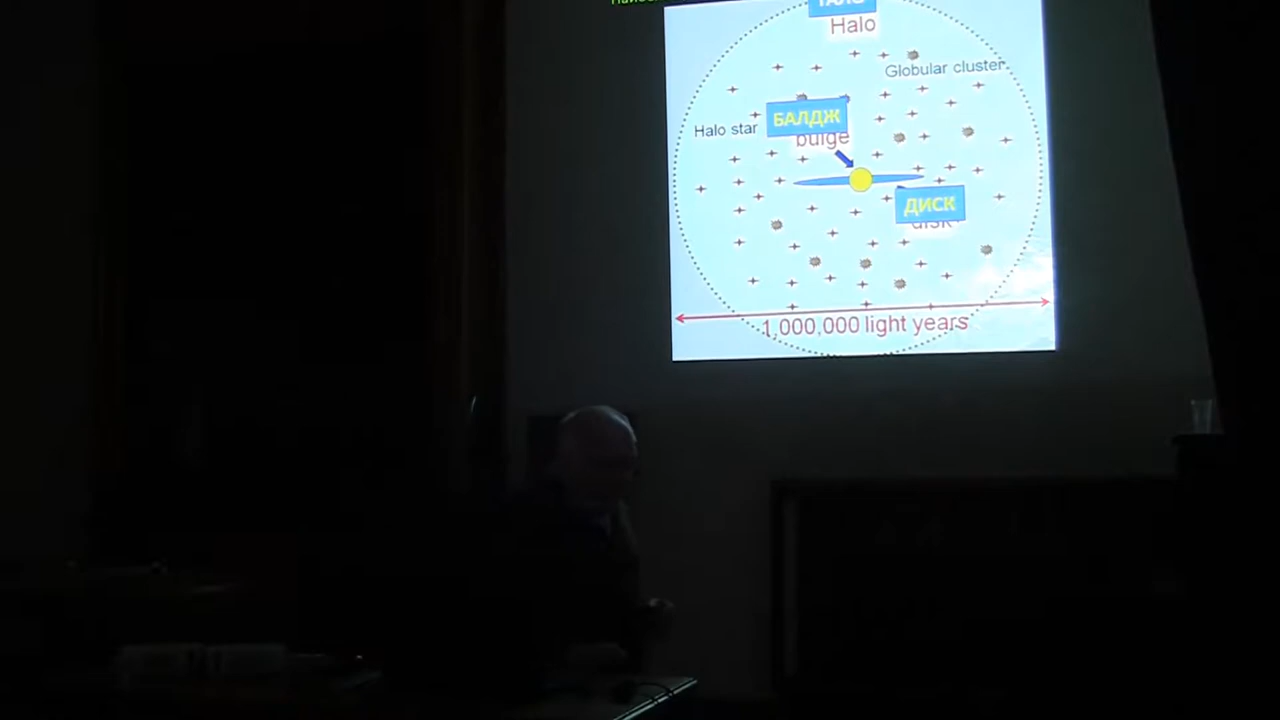 Halo
Globular cluster
БАЛДЖ
Halo star
bulge
ДИСК
disk
1,000,000 light years